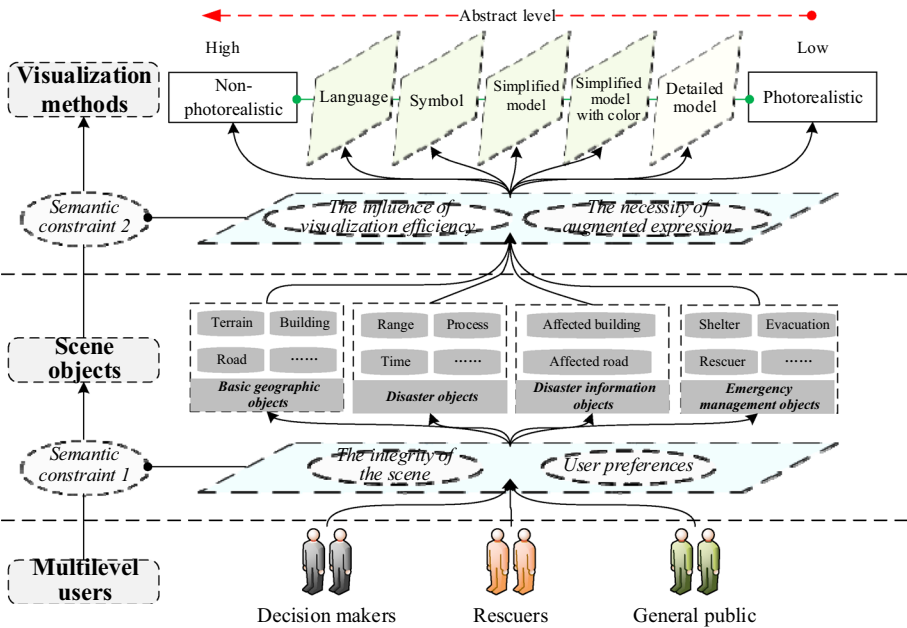 Abstract level
High
Low
Visualization
methods
Non-
photorealistic
Language
Symbol
Simplified
model
Simplified
model
with color
Detailed
model
Photorealistic
Semantic
constraint 2
The influence of
visualization efficiency
The necessity of
augmented expression
Scene
objects
Terrain
Building
Road
······
Basic geographic
objects
Range
Process
Time
······
Disaster objects
Affected building
Affected road
Disaster information
objects
Shelter
Evacuation
Rescuer
······
Emergency
management objects
Semantic
constraint 1
The integrity of
the scene
User preferences
Multilevel
users
Decision makers
Rescuers
General public